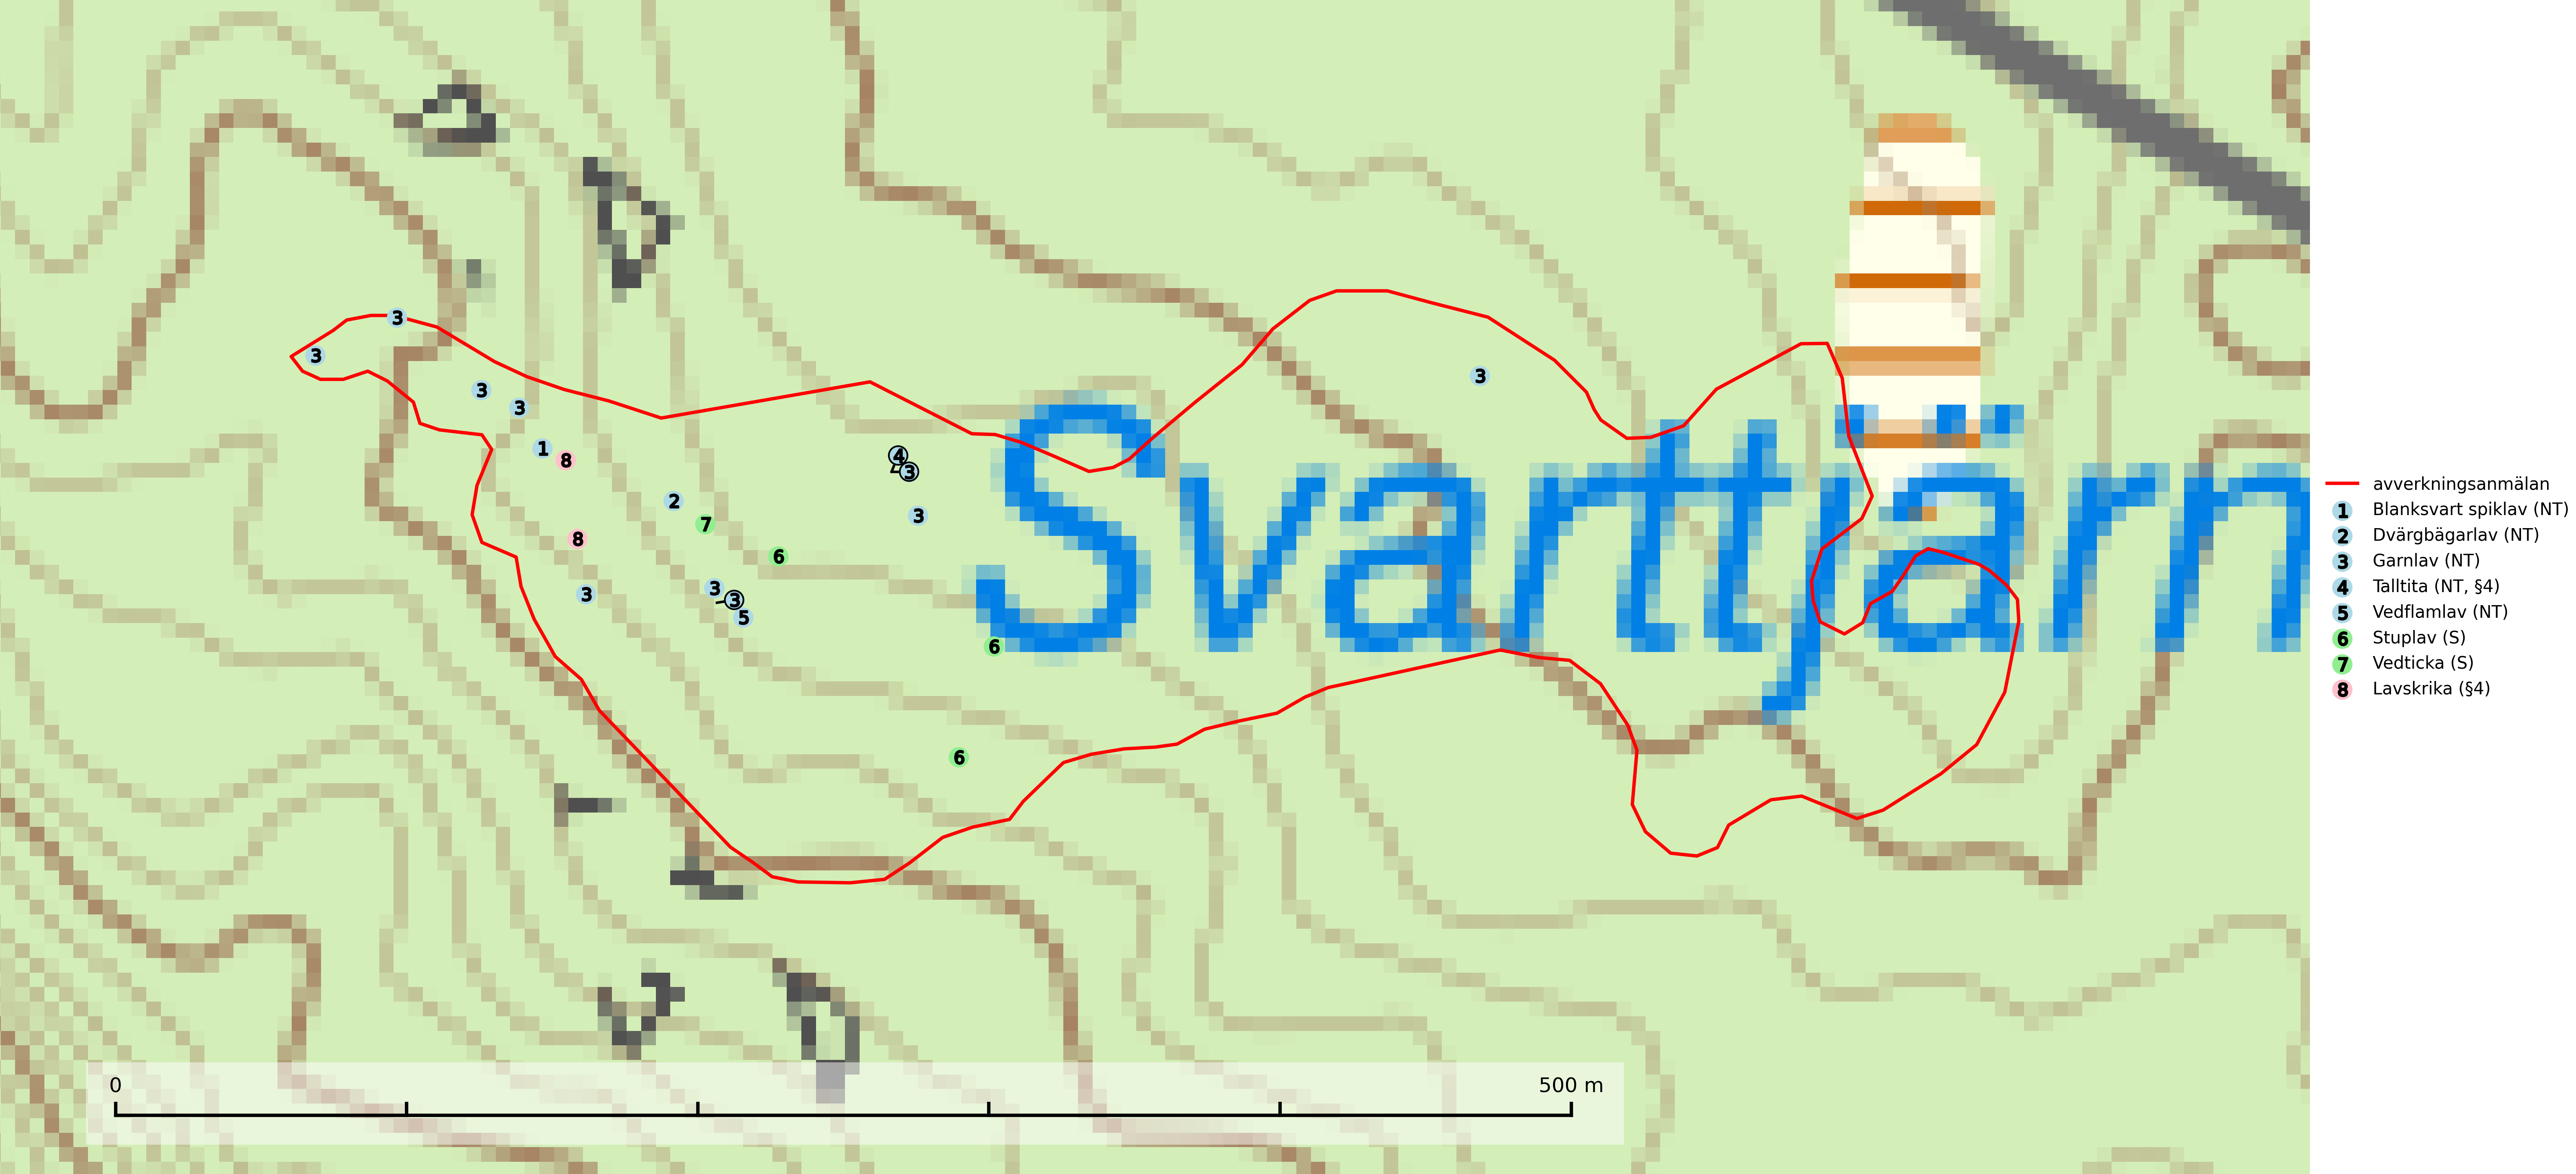 3
3
3
3
3
1
8
4
3
2
3
7
8
6
3
3
3
5
6
6
Svarttjärn
0 500 m
avverkningsanmälan
1 Blanksvart spiklav (NT)
2 Dvärgbägarlav (NT)
3 Garnlav (NT)
4 Talltita (NT, §4)
5 Vedflamlav (NT)
6 Stuplav (S)
7 Vedticka (S)
8 Lavskrika (§4)